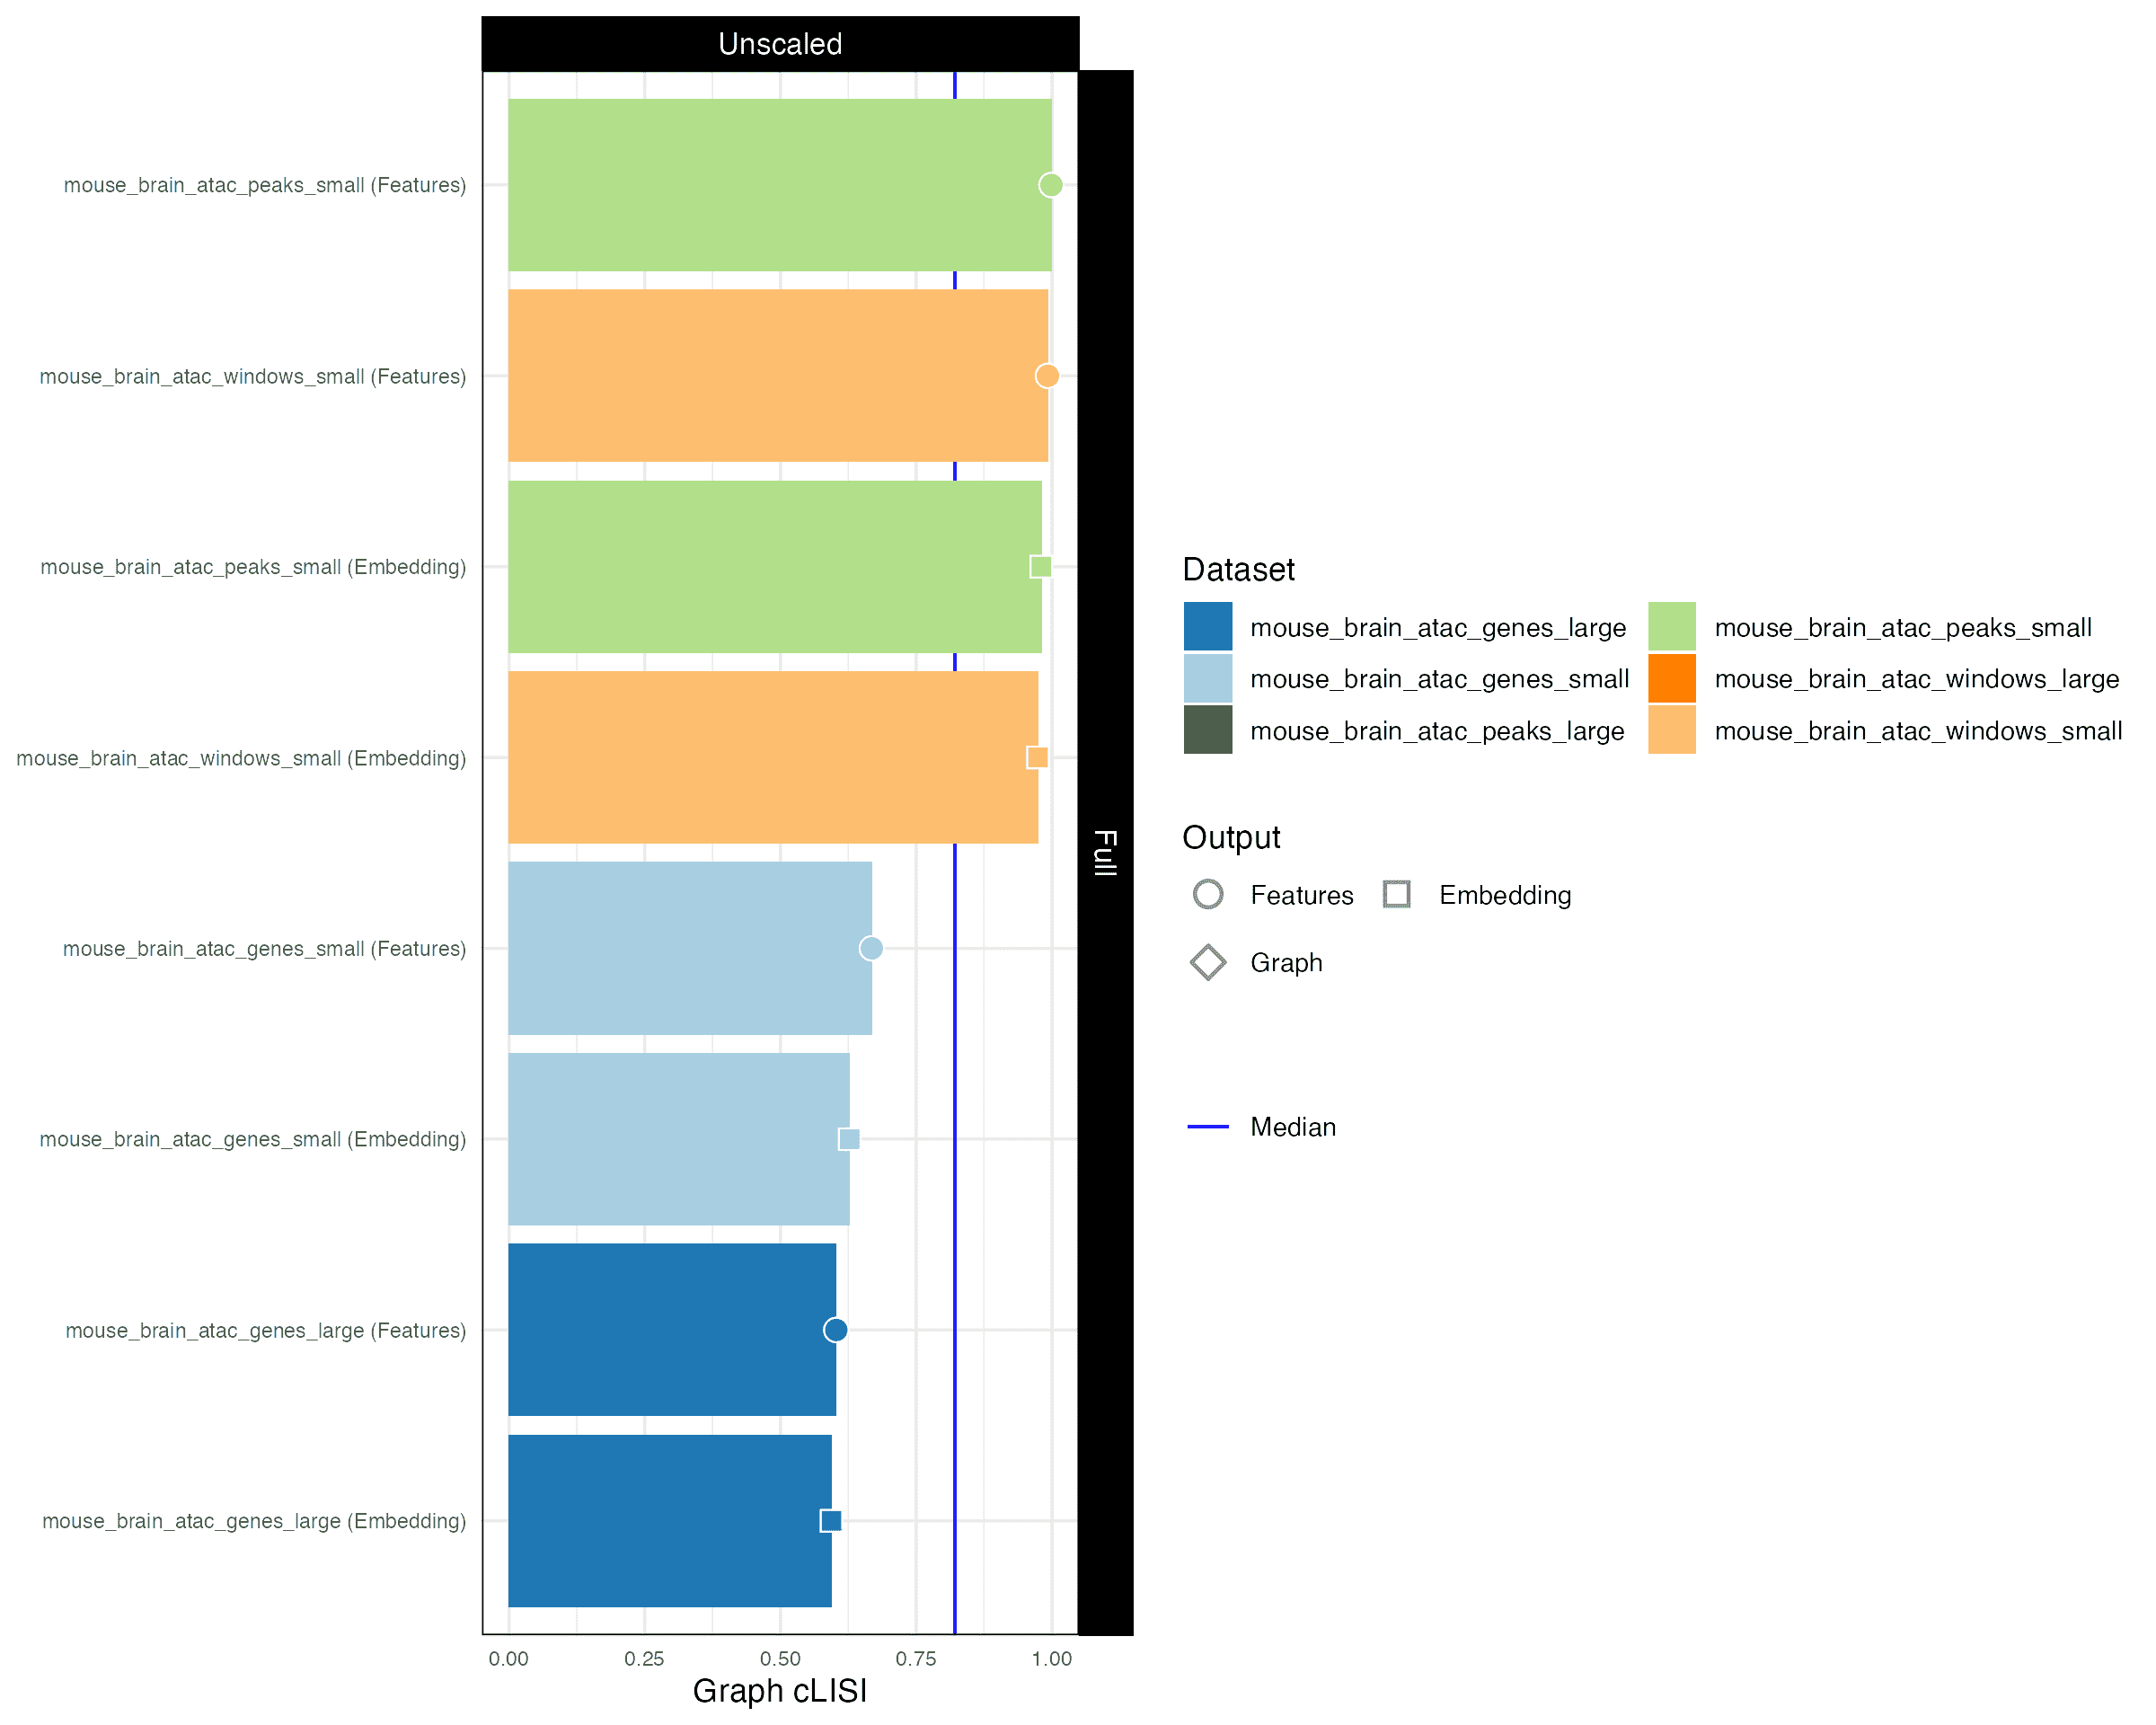 Unscaled
Full
mouse_brain_atac_peaks_small (Features)
mouse_brain_atac_windows_small (Features)
mouse_brain_atac_peaks_small (Embedding)
mouse_brain_atac_windows_small (Embedding)
mouse_brain_atac_genes_small (Features)
mouse_brain_atac_genes_small (Embedding)
mouse_brain_atac_genes_large (Features)
mouse_brain_atac_genes_large (Embedding)
0.00 0.25 0.50 0.75 1.00
Graph cLISI
Dataset
mouse_brain_atac_genes_large mouse_brain_atac_peaks_small
mouse_brain_atac_genes_small mouse_brain_atac_windows_large
mouse_brain_atac_peaks_large mouse_brain_atac_windows_small
Output
Features Embedding
Graph
Median